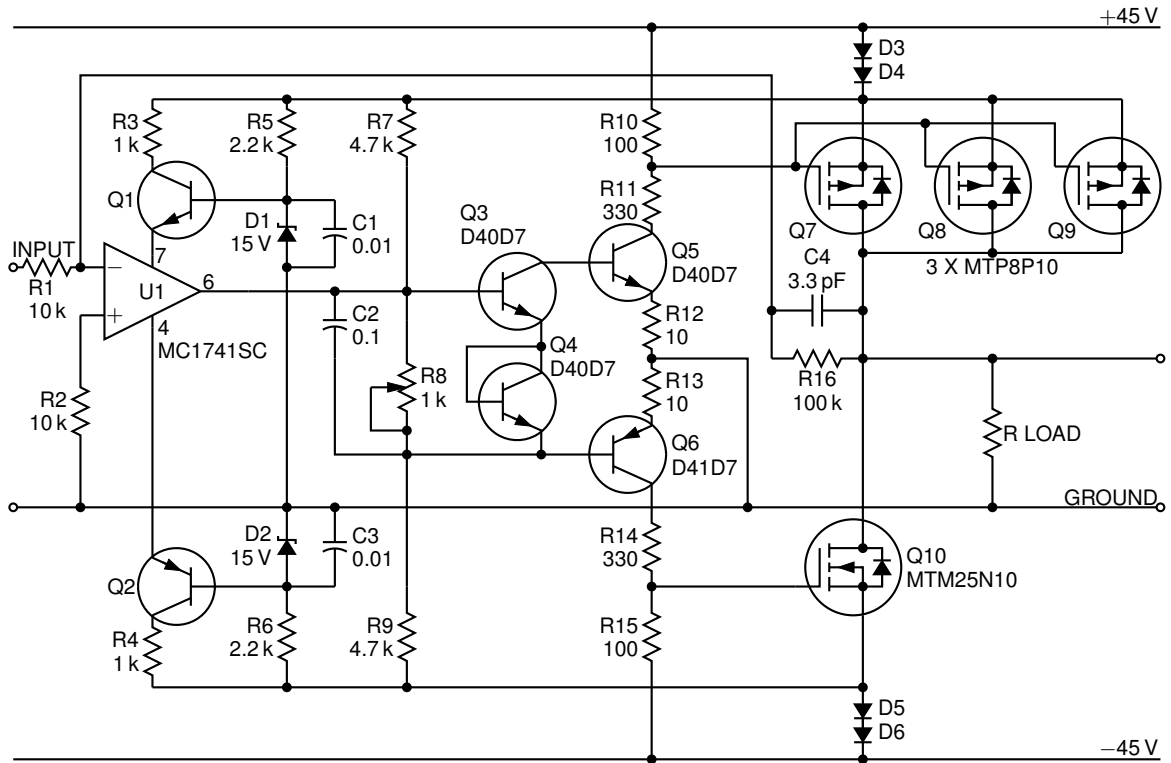 +45 V
D3
D4
R3
1 k
R5
2.2 k
R7
4.7 k
R10
100
R11
330
Q1
D1
15 V
C1
0.01
Q3
D40D7
Q5
D40D7
Q7
Q8
Q9
3 X MTP8P10
INPUT
R1
10 k
−
+
7
U1
6
4
MC1741SC
C2
0.1
C4
3.3 pF
R12
10
Q4
D40D7
R8
1 k
R13
10
R16
100 k
R2
10 k
Q6
D41D7
R LOAD
GROUND
D2
15 V
C3
0.01
R14
330
Q10
MTM25N10
Q2
R4
1 k
R6
2.2 k
R9
4.7 k
R15
100
D5
D6
−45 V